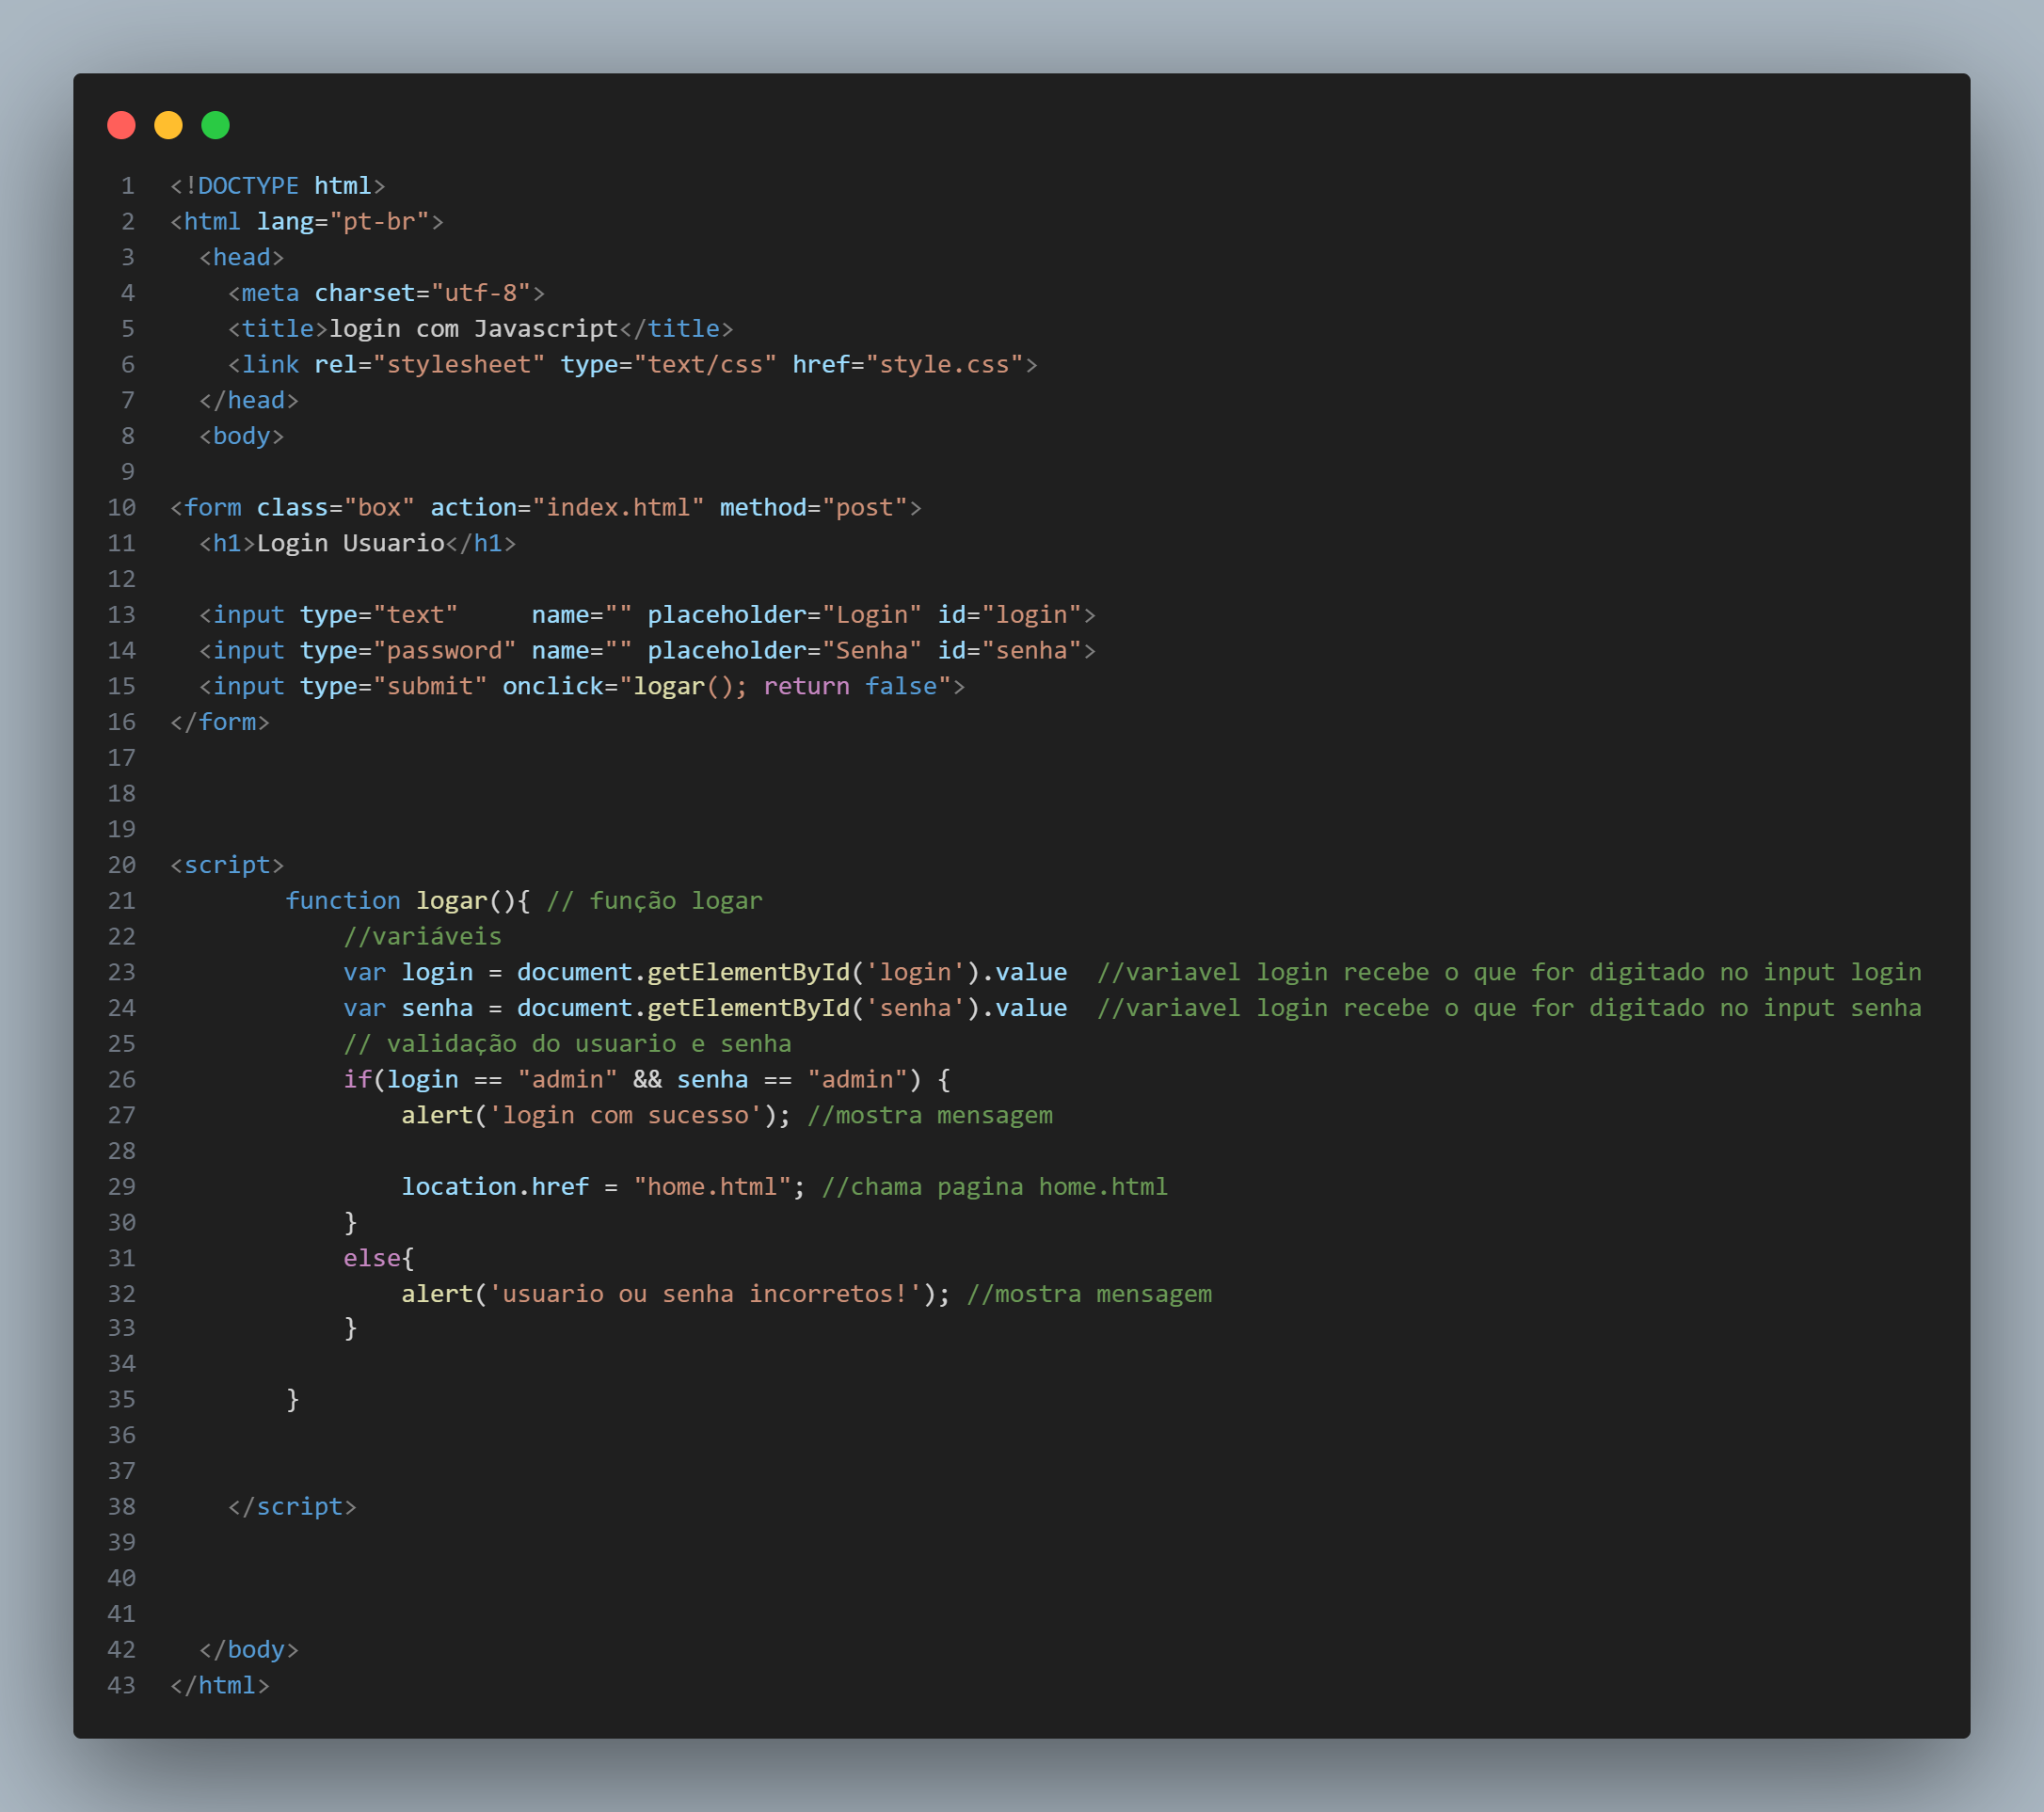 1 <!DOCTYPE html>
2 <html lang="pt-br">
3   <head>
4     <meta charset="utf-8">
5     <title>login com Javascript</title>
6     <link rel="stylesheet" type="text/css" href="style.css">
7   </head>
8   <body>
9
10 <form class="box" action="index.html" method="post">
11   <h1>Login Usuario</h1>
12
13   <input type="text"     name="" placeholder="Login" id="login">
14   <input type="password" name="" placeholder="Senha" id="senha">
15   <input type="submit" onclick="logar(); return false">
16 </form>
17
18
19
20 <script>
21         function logar(){ // função logar
22             //variáveis
23             var login = document.getElementById('login').value  //variavel login recebe o que for digitado no input login
24             var senha = document.getElementById('senha').value  //variavel login recebe o que for digitado no input senha
25             // validação do usuario e senha
26             if(login == "admin" && senha == "admin") {
27                 alert('login com sucesso'); //mostra mensagem
28
29                 location.href = "home.html"; //chama pagina home.html
30             }
31             else{
32                 alert('usuario ou senha incorretos!'); //mostra mensagem
33             }
34
35         }
36
37
38     </script>
39
40
41
42   </body>
43 </html>